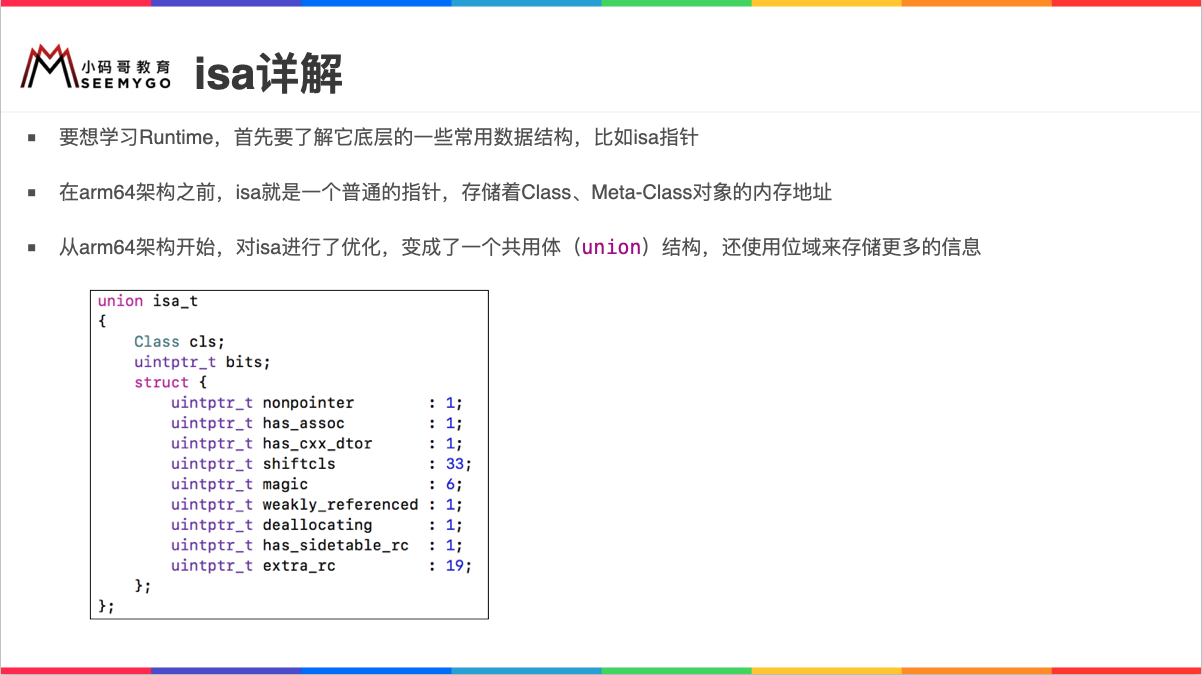 小码哥教育
SEEMYGO
isa详解
▪ 要想学习Runtime，首先要了解它底层的一些常用数据结构，比如isa指针
▪ 在arm64架构之前，isa就是一个普通的指针，存储着Class、Meta-Class对象的内存地址
▪ 从arm64架构开始，对isa进行了优化，变成了一个共用体（union）结构，还使用位域来存储更多的信息
union isa_t
{
    Class cls;
    uintptr_t bits;
    struct {
        uintptr_t nonpointer        : 1;
        uintptr_t has_assoc         : 1;
        uintptr_t has_cxx_dtor      : 1;
        uintptr_t shiftcls          : 33;
        uintptr_t magic             : 6;
        uintptr_t weakly_referenced : 1;
        uintptr_t deallocating      : 1;
        uintptr_t has_sidetable_rc  : 1;
        uintptr_t extra_rc          : 19;
    };
};